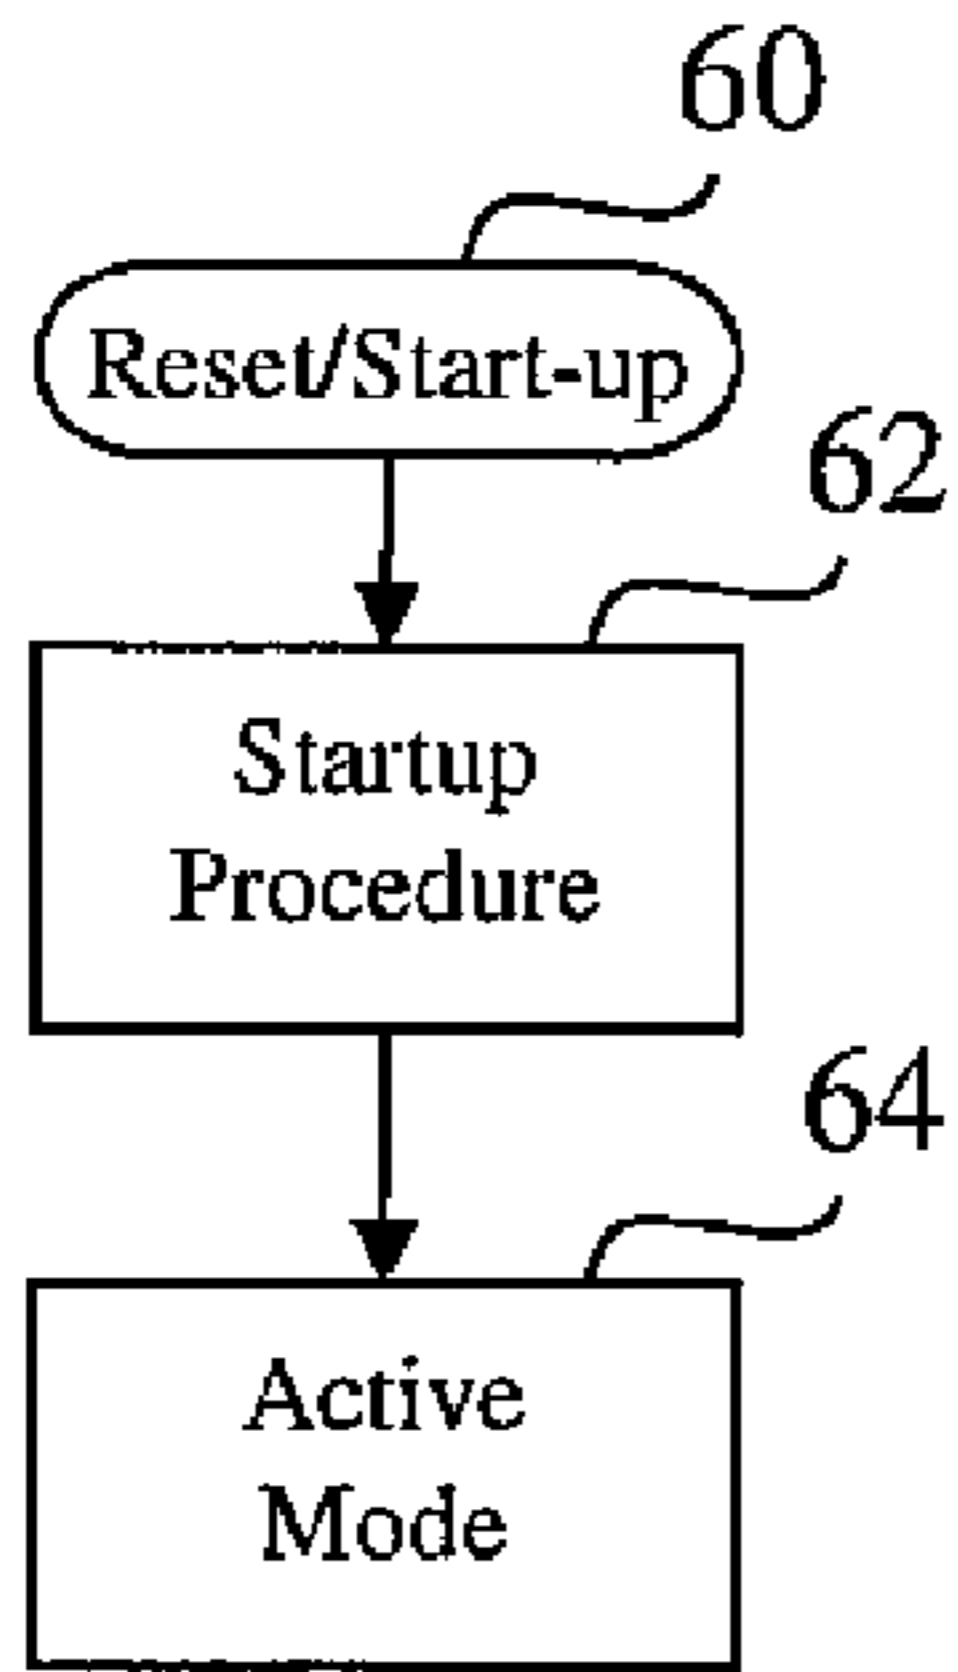 60
Reset/Start-up
62
Startup
Procedure
64
Active
Mode